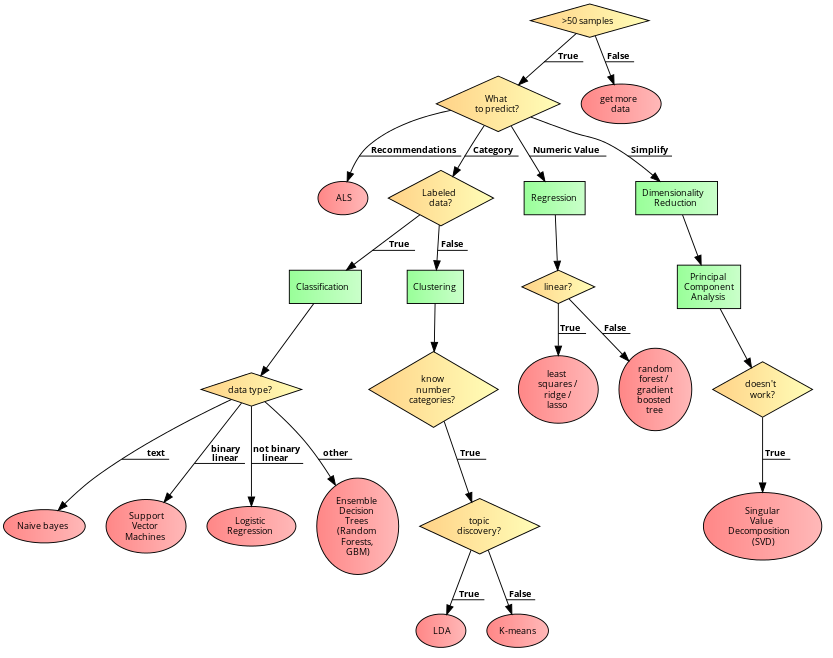 >50 samples
True
False
What
to predict?
get more
data
Recommendations
Category
Numeric Value
Simplify
ALS
Labeled
data?
Regression
Dimensionality
Reduction
True
False
Classification
Clustering
linear?
Principal
Component
Analysis
True
False
data type?
know
number
categories?
least
squares /
ridge /
lasso
random
forest /
gradient
boosted
tree
doesn't
work?
text
binary
linear
not binary
linear
other
True
True
Naive bayes
Support
Vector
Machines
Logistic
Regression
Ensemble
Decision
Trees
(Random
Forests,
GBM)
topic
discovery?
Singular
Value
Decomposition
(SVD)
True
False
LDA
K-means